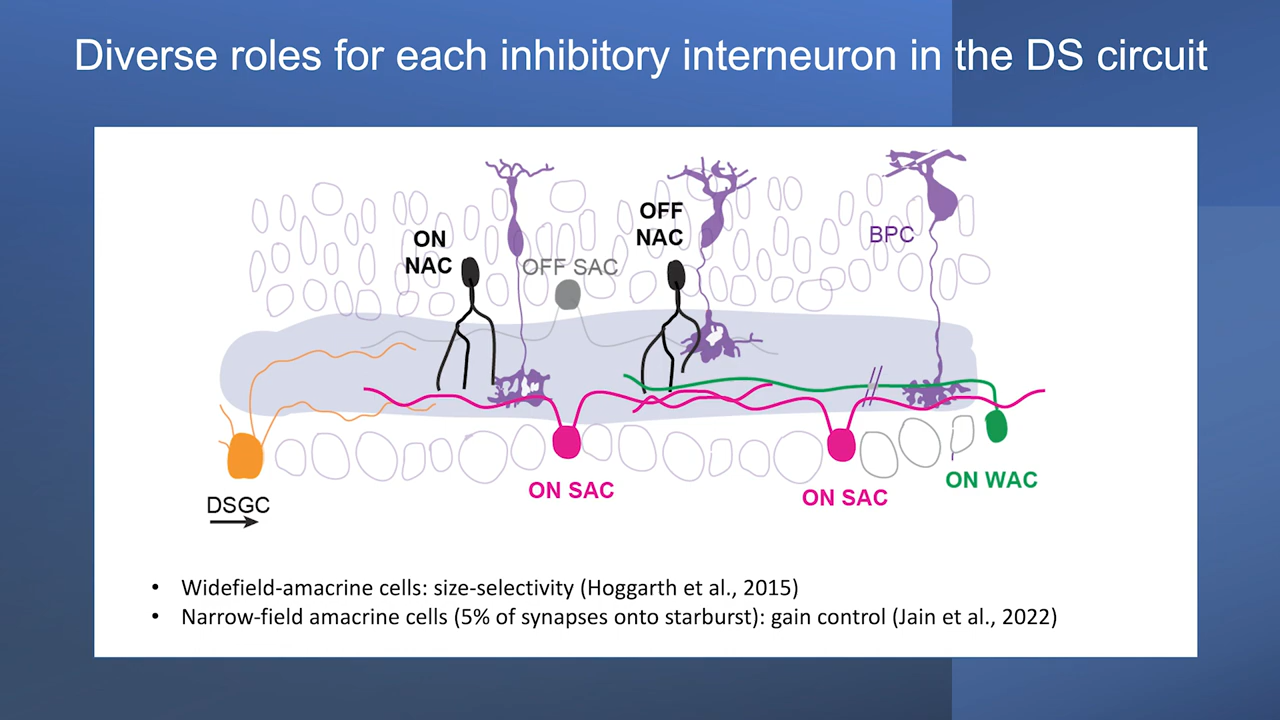 Diverse roles for each inhibitory interneuron in the DS circuit
OFF
NAC
ON
NAC
OFF SAC
BPC
DSGC
ON SAC
ON SAC
ON WAC
• Widefield-amacrine cells: size-selectivity (Hoggarth et al., 2015)
• Narrow-field amacrine cells (5% of synapses onto starburst): gain control (Jain et al., 2022)